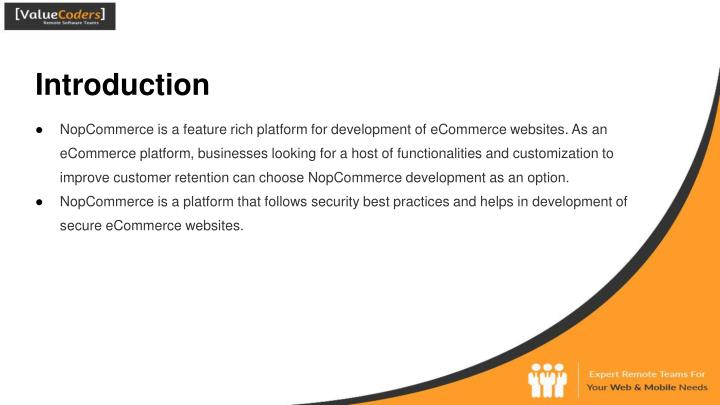 [ValueCoders]
Remote Software Teams
Introduction
● NopCommerce is a feature rich platform for development of eCommerce websites. As an
eCommerce platform, businesses looking for a host of functionalities and customization to
improve customer retention can choose NopCommerce development as an option.
● NopCommerce is a platform that follows security best practices and helps in development of
secure eCommerce websites.
Expert Remote Teams For
Your Web & Mobile Needs